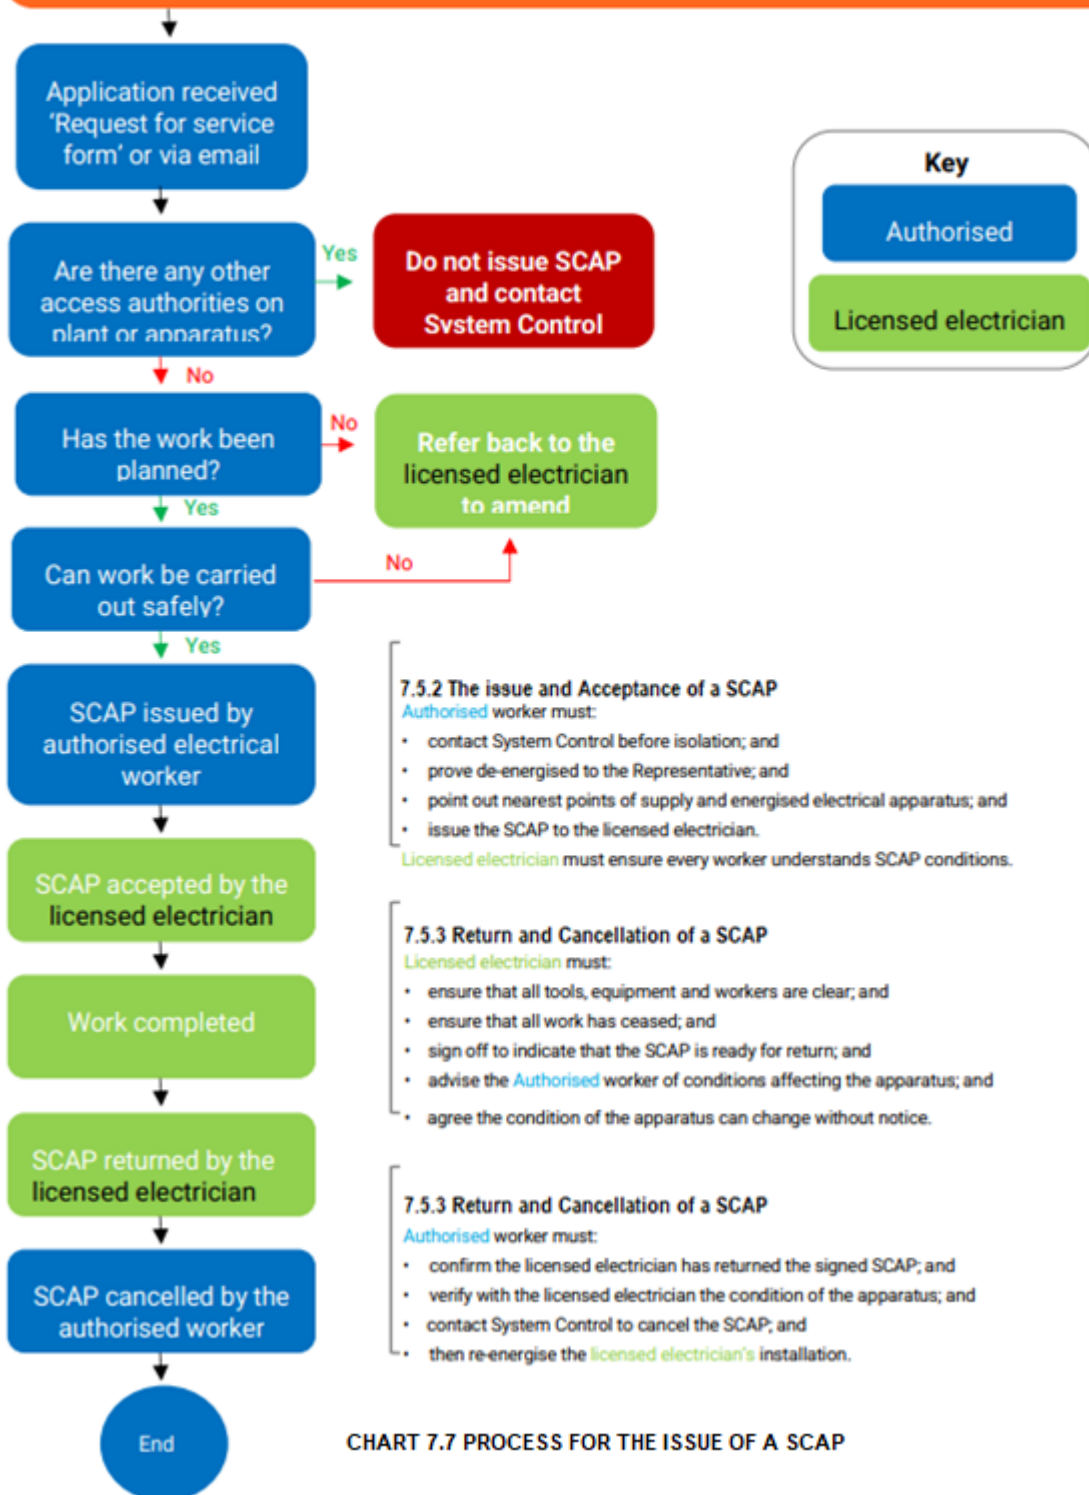 Application received
‘Request for service
form’ or via email
Key
Authorised
Licensed electrician
Are there any other
access authorities on
plant or apparatus?
Yes
Do not issue SCAP
and contact
System Control
No
Has the work been
planned?
No
Refer back to the
licensed electrician
to amend
Yes
Can work be carried
out safely?
No
Yes
SCAP issued by
authorised electrical
worker
7.5.2 The issue and Acceptance of a SCAP
Authorised worker must:
• contact System Control before isolation; and
• prove de-energised to the Representative; and
• point out nearest points of supply and energised electrical apparatus; and
• issue the SCAP to the licensed electrician.
Licensed electrician must ensure every worker understands SCAP conditions.
SCAP accepted by the
licensed electrician
Work completed
7.5.3 Return and Cancellation of a SCAP
Licensed electrician must:
• ensure that all tools, equipment and workers are clear; and
• ensure that all work has ceased; and
• sign off to indicate that the SCAP is ready for return; and
• advise the Authorised worker of conditions affecting the apparatus; and
• agree the condition of the apparatus can change without notice.
SCAP returned by the
licensed electrician
SCAP cancelled by the
authorised worker
7.5.3 Return and Cancellation of a SCAP
Authorised worker must:
• confirm the licensed electrician has returned the signed SCAP; and
• verify with the licensed electrician the condition of the apparatus; and
• contact System Control to cancel the SCAP; and
• then re-energise the licensed electrician's installation.
End
CHART 7.7 PROCESS FOR THE ISSUE OF A SCAP